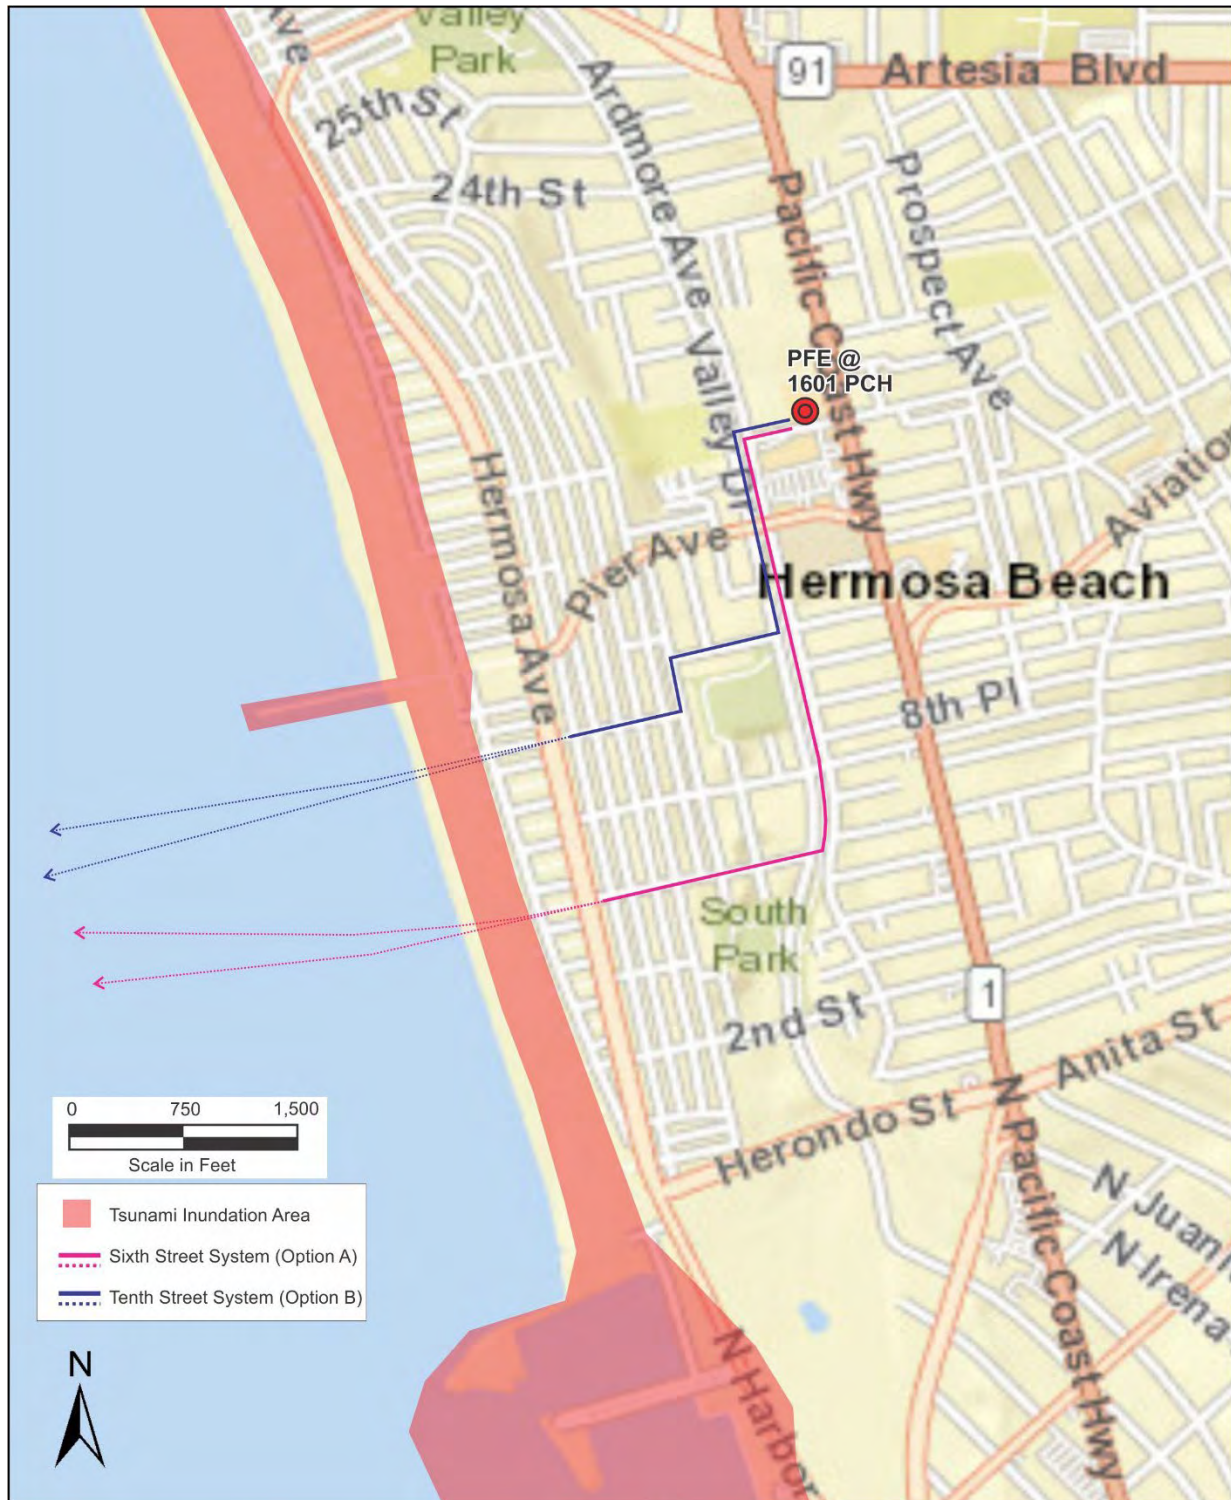 Valley
Park
Ave
91
Artesia Blvd
25th St
Ardmore Ave
24th St
Pacific Coast Hwy
Prospect Ave
Valley Dr
PFE @
1601 PCH
Hermosa Ave
Pier Ave
Aviatio
Hermosa Beach
8th Pl
South
Park
2nd St
1
Anita St
Herondo St
N Pacific Coast Hwy
N Juani
N Irena
N Harbor
0 750 1,500
Scale in Feet
Tsunami Inundation Area
Sixth Street System (Option A)
Tenth Street System (Option B)
N